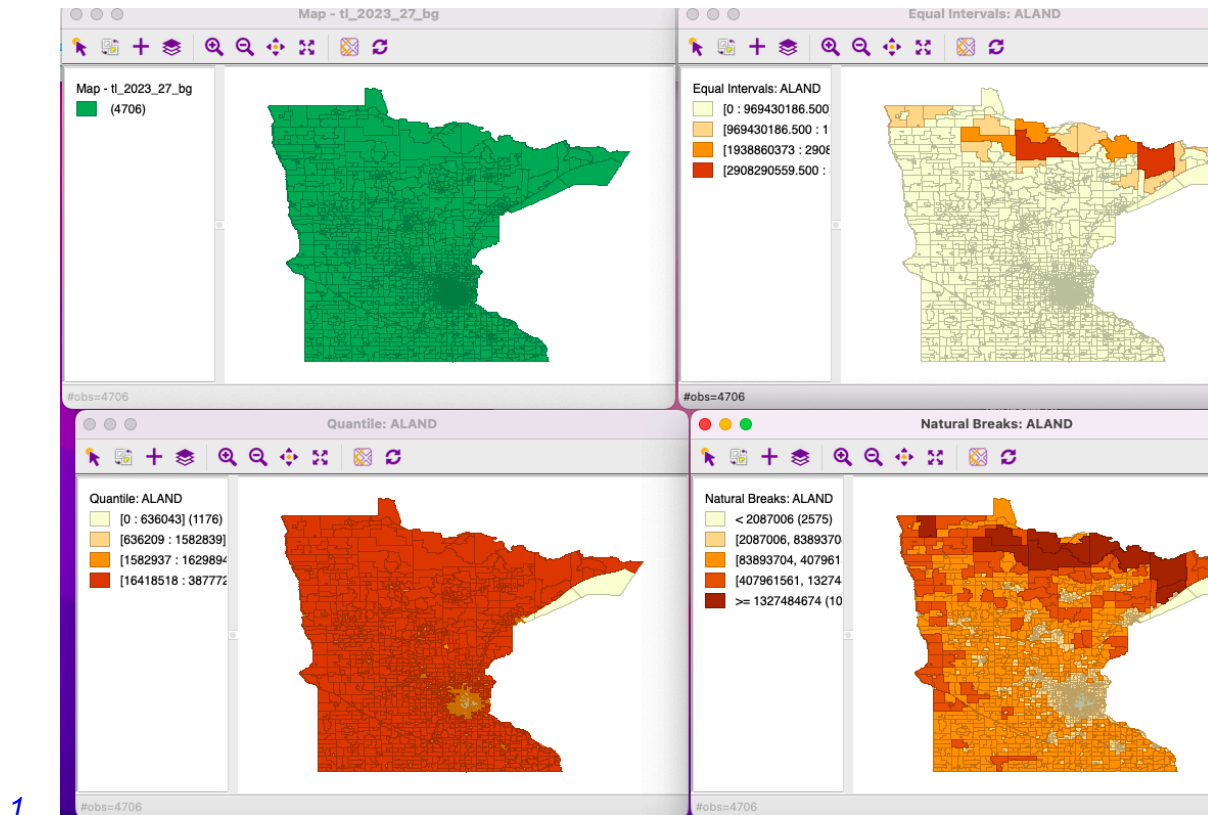 Map - tl_2023_27_bg
Map - tl_2023_27_bg
(4706)
#obs=4706
Equal Intervals: ALAND
Equal Intervals: ALAND
[0 : 969430186.500)
[969430186.500 : 1
[1938860373 : 2908
[2908290559.500 :
#obs=4706
Quantile: ALAND
Quantile: ALAND
[0 : 636043] (1176)
[636209 : 1582839]
[1582937 : 1629894
[16418518 : 387772
#obs=4706
Natural Breaks: ALAND
Natural Breaks: ALAND
< 2087006 (2575)
[2087006, 8389370
[83893704, 407961
[407961561, 13274
>= 1327484674 (10
#obs=4706
1